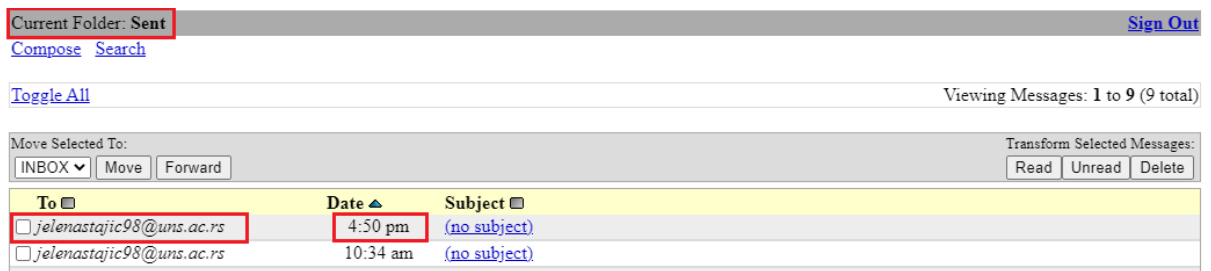 Current Folder: Sent Sign Out
Compose Search
Toggle All Viewing Messages: 1 to 9 (9 total)
Move Selected To: Transform Selected Messages:
INBOX Move Forward Read Unread Delete
To Date Subject
jelenastajic98@uns.ac.rs 4:50 pm (no subject)
jelenastajic98@uns.ac.rs 10:34 am (no subject)